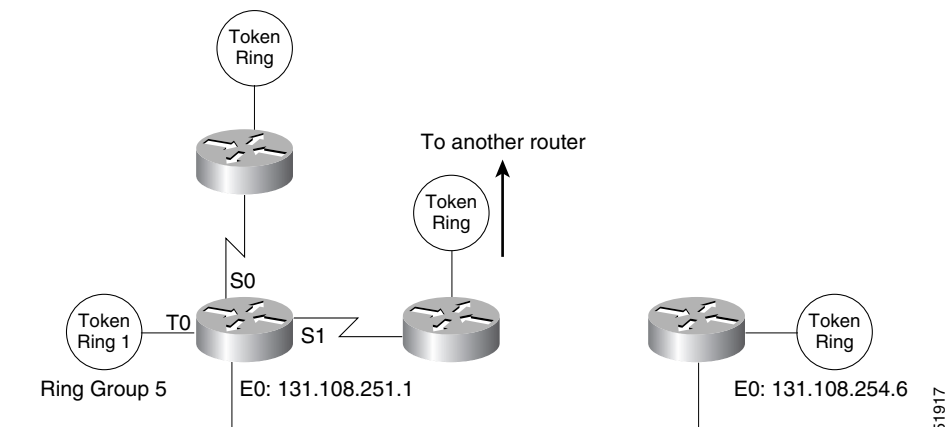 Token
Ring
To another router
Token
Ring
S0
Token
Ring 1
T0
S1
Token
Ring
Ring Group 5
E0: 131.108.251.1
E0: 131.108.254.6